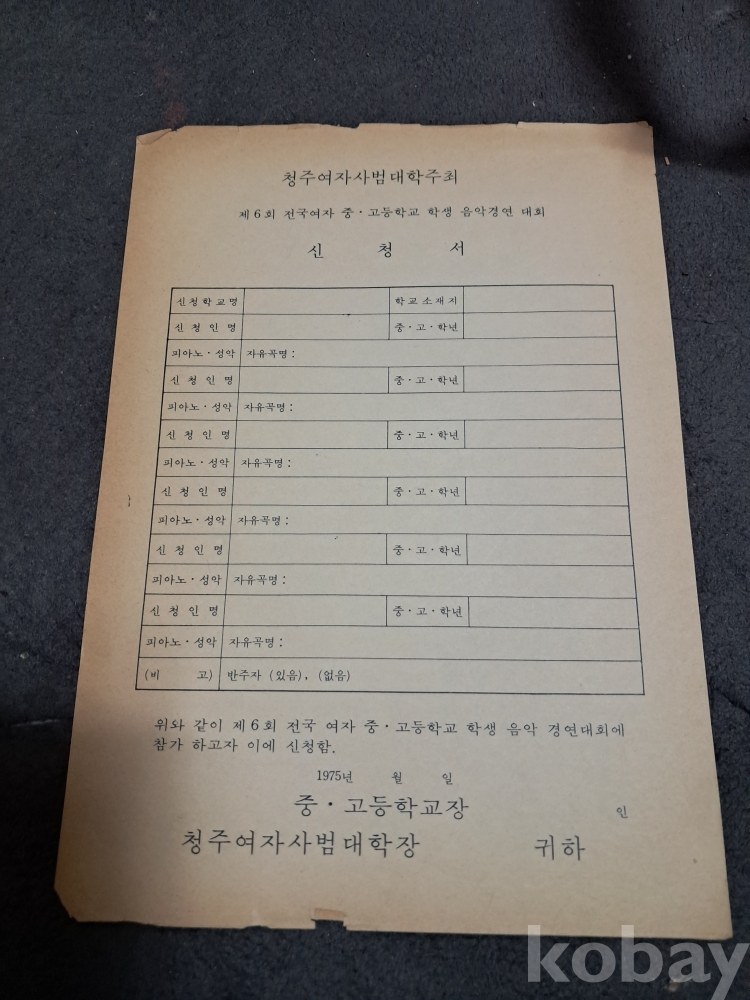 청주여자사범대학주최
제6회 전국여자 중·고등학교 학생 음악경연 대회
신 청 서
신청학교명 학교소재지
신청인명 중·고·학년
피아노·성악 자유곡명:
신청인명 중·고·학년
피아노·성악 자유곡명:
신청인명 중·고·학년
피아노·성악 자유곡명:
신청인명 중·고·학년
피아노·성악 자유곡명:
신청인명 중·고·학년
피아노·성악 자유곡명:
신청인명 중·고·학년
피아노·성악 자유곡명:
(비 고) 반주자 (있음), (없음)
위와 같이 제6회 전국 여자 중·고등학교 학생 음악 경연대회에
참가 하고자 이에 신청함.
1975년 월 일
중·고등학교장 인
청주여자사범대학장 귀하
kobay